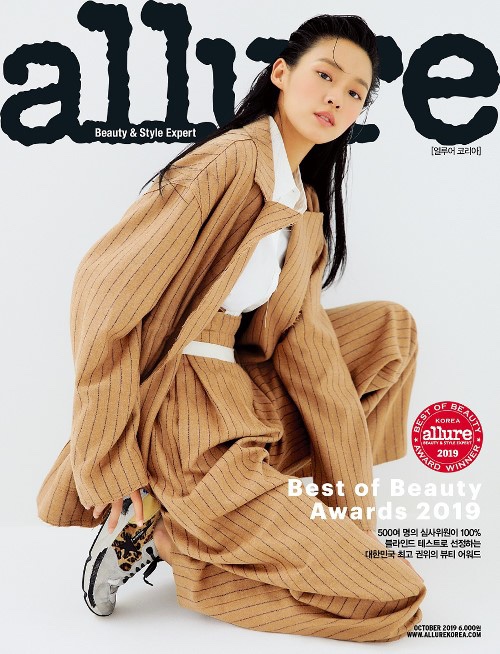 allure
Beauty & Style Expert
[얼루어 코리아]
BEST OF BEAUTY
KOREA
allure
BEAUTY & STYLE EXPERT
2019
AWARD WINNER
Best of Beauty
Awards 2019
500여 명의 심사위원이 100%
블라인드 테스트로 선정하는
대한민국 최고 권위의 뷰티 어워드
OCTOBER 2019 6,000원
WWW.ALLUREKOREA.COM